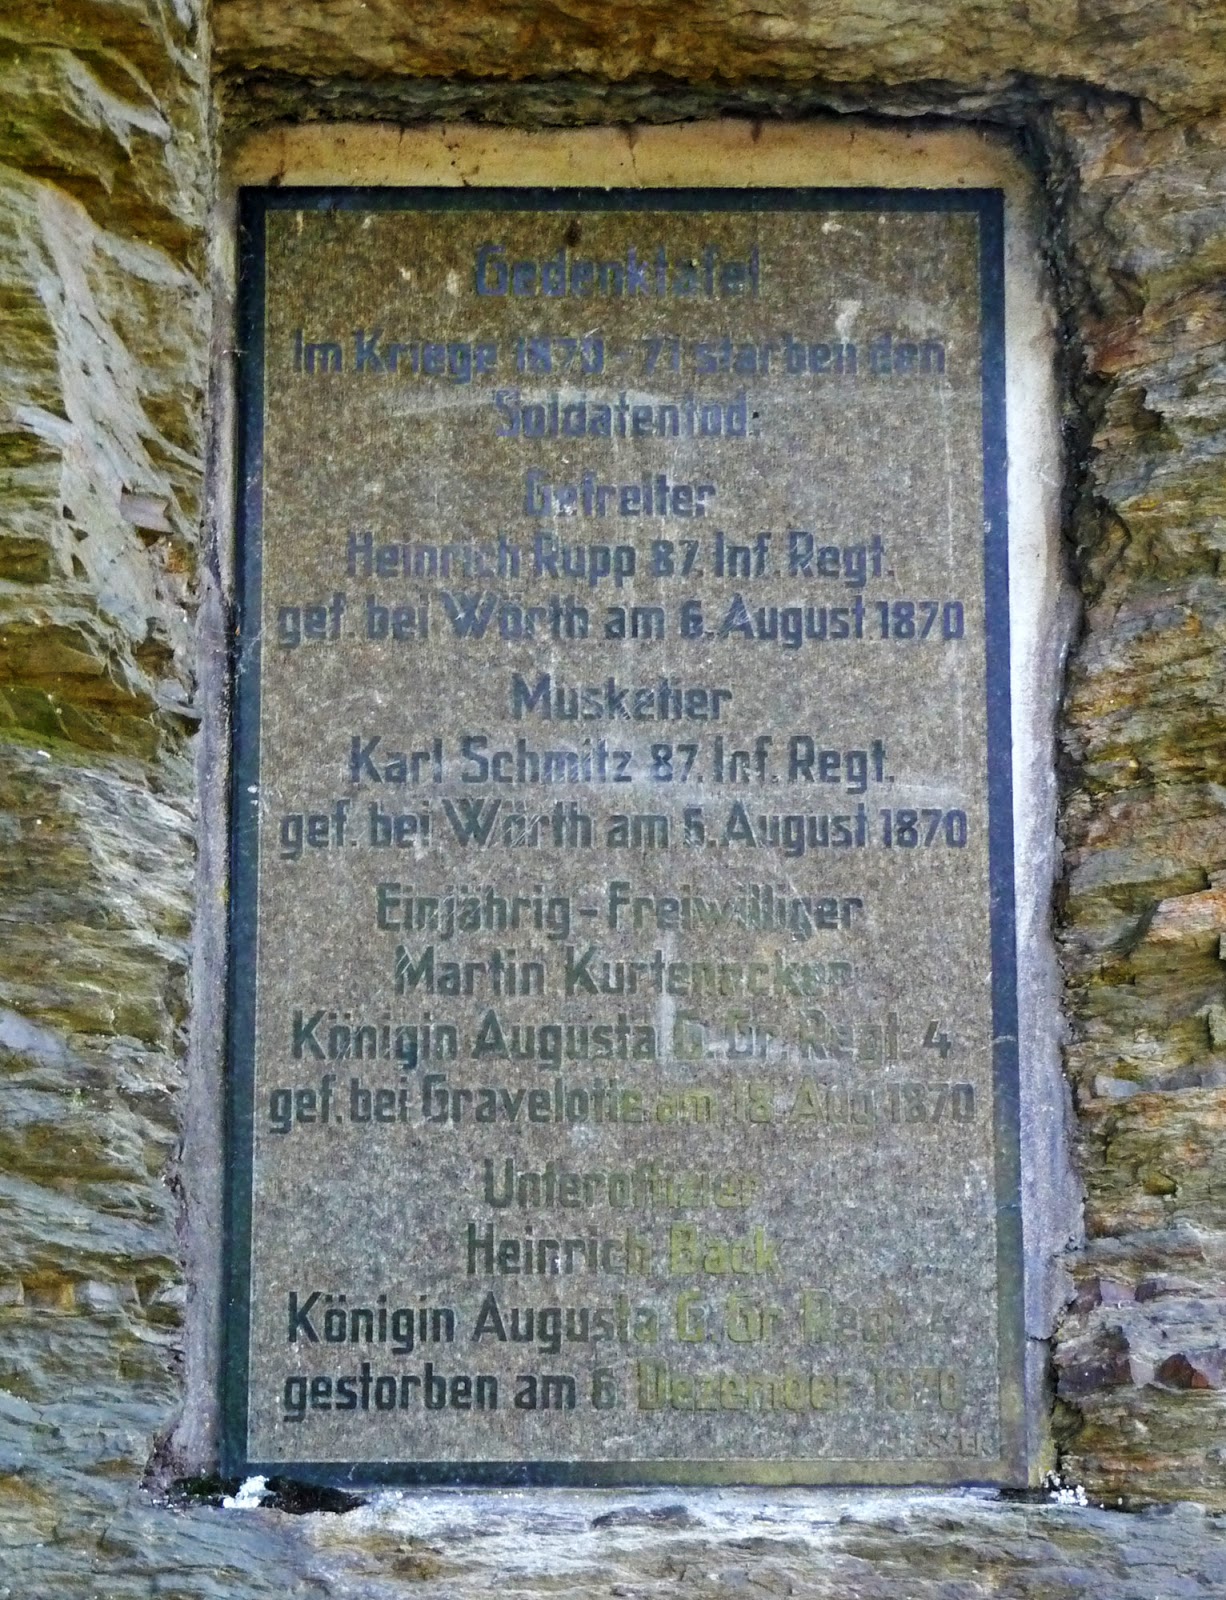 Gedenktafel
Im Kriege 1870 - 71 starben den
Soldatentod:
Gefreiter
Heinrich Rupp 87. Inf. Regt.
gef. bei Wörth am 6. August 1870
Musketier
Karl Schmitz 87. Inf. Regt.
gef. bei Wörth am 6. August 1870
Einjährig - Freiwilliger
Martin Kurtenacker
Königin Augusta G. Gr. Regt. 4
gef. bei Gravelotte am 18. Aug. 1870
Unteroffizier
Heinrich Back
Königin Augusta G. Gr. Regt. 4
gestorben am 6. Dezember 1870